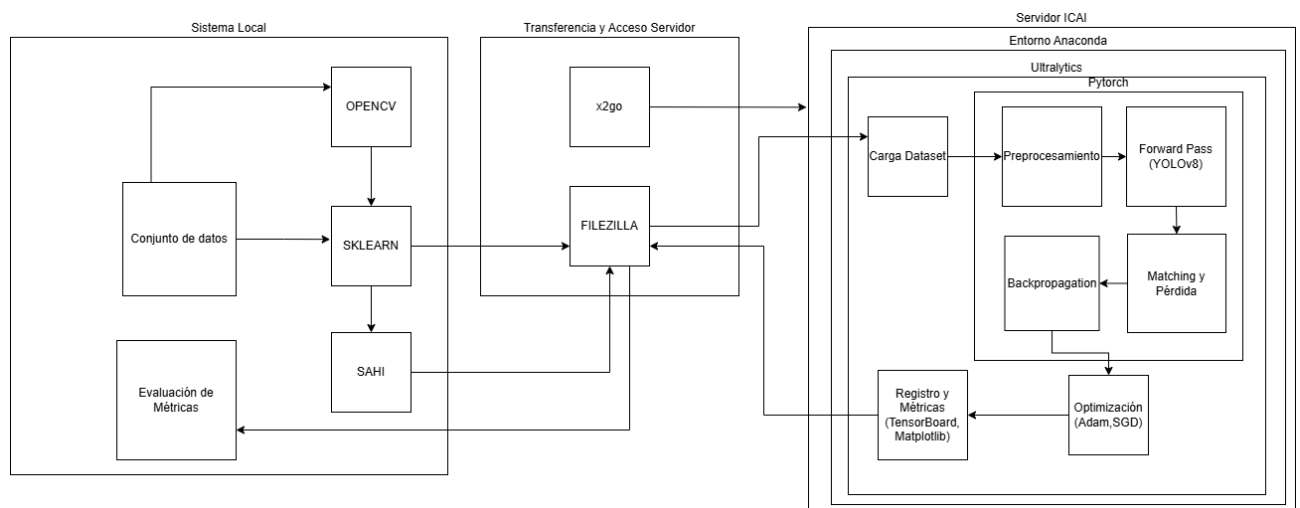 Sistema Local
OPENCV
Conjunto de datos
SKLEARN
SAHI
Evaluación de
Métricas
Transferencia y Acceso Servidor
x2go
FILEZILLA
Servidor ICAI
Entorno Anaconda
Ultralytics
Pytorch
Carga Dataset
Preprocesamiento
Forward Pass
(YOLOv8)
Backpropagation
Matching y
Pérdida
Registro y
Métricas
(TensorBoard,
Matplotlib)
Optimización
(Adam,SGD)